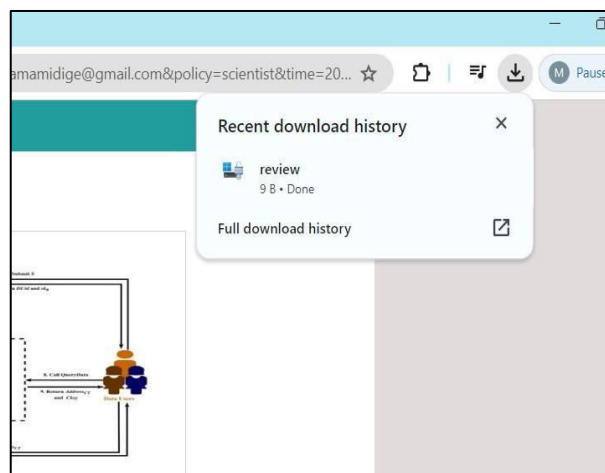 amamidige@gmail.com&policy=scientist&time=20...
M Pause
Recent download history
review
9 B • Done
Full download history
8. Call QueryData
9. Return Address
and
Data Users